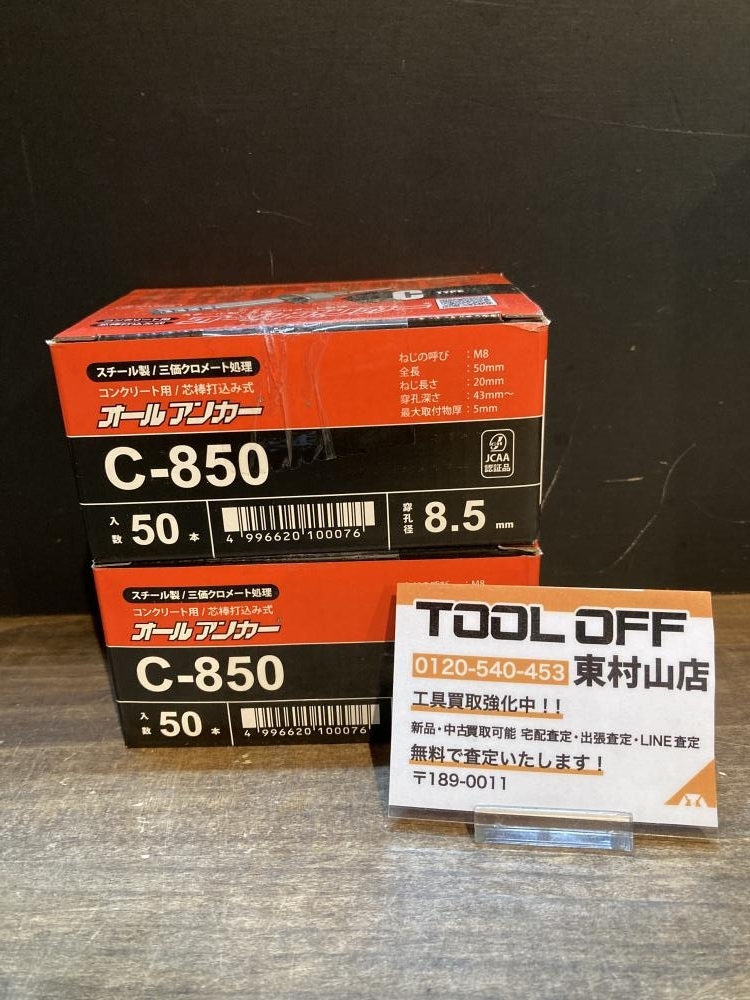 C TYPE
スチール製/三価クロメート処理
コンクリート用/芯棒打込み式
オールアンカー
C-850
ねじの呼び : M8
全長 : 50mm
ねじ長さ : 20mm
穿孔深さ : 43mm〜
最大取付物厚 : 5mm
JCAA
認証品
入数 50 本
4 996620 100076
穿孔径 8.5 mm
スチール製/三価クロメート処理
コンクリート用/芯棒打込み式
オールアンカー
C-850
: M8
入数 50 本
4 996620 100076
TOOL OFF
0120-540-453 東村山店
工具買取強化中!!
新品・中古買取可能 宅配査定・出張査定・LINE査定
無料で査定いたします!
〒189-0011